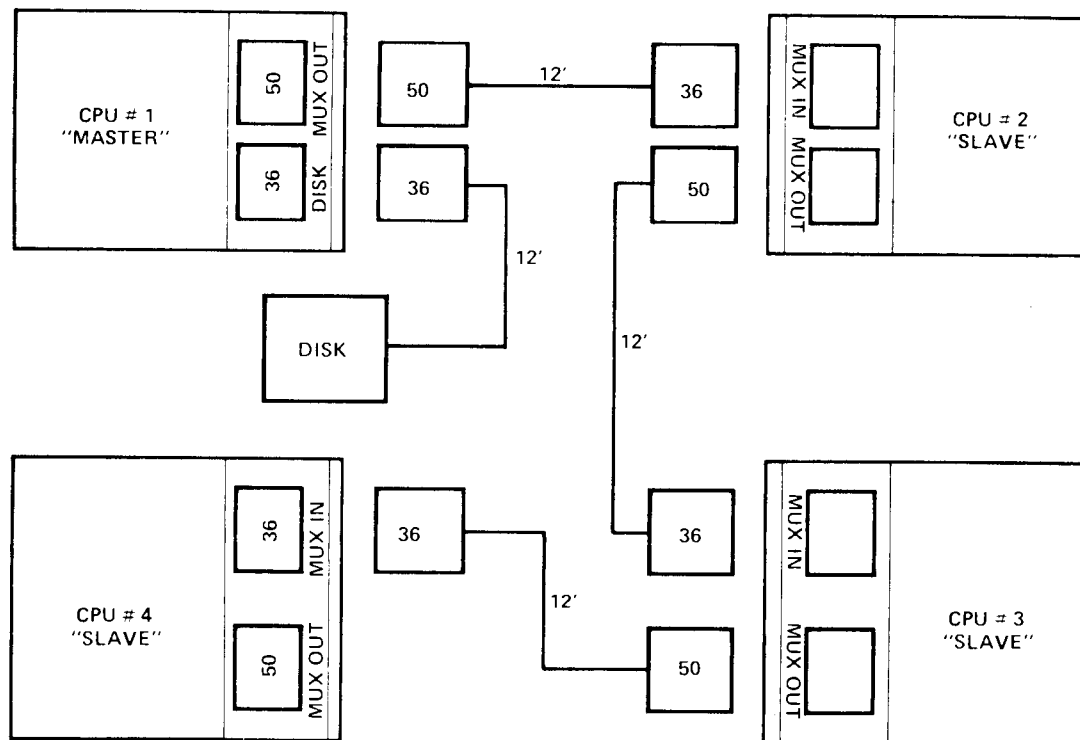 CPU # 1
"MASTER"
50
MUX OUT
36
DISK
50
36
12'
12'
36
50
MUX IN
MUX OUT
CPU # 2
"SLAVE"
DISK
12'
CPU # 4
"SLAVE"
36
MUX IN
50
MUX OUT
36
12'
36
50
MUX IN
MUX OUT
CPU # 3
"SLAVE"